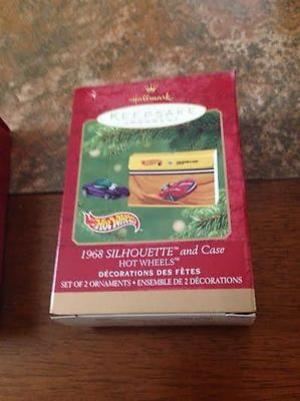 Hallmark
KEEPSAKE
ORNAMENT
Hot Wheels
1968 SILHOUETTE™ and Case
HOT WHEELS™
DÉCORATIONS DES FÊTES
SET OF 2 ORNAMENTS • ENSEMBLE DE 2 DÉCORATIONS